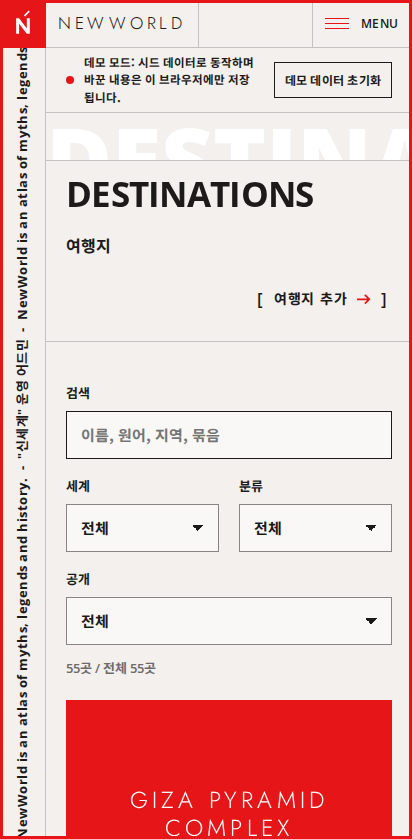 Ń
NEWWORLD
MENU
데모 모드: 시드 데이터로 동작하며
바꾼 내용은 이 브라우저에만 저장
됩니다.
데모 데이터 초기화
DESTINA
DESTINATIONS
여행지
[ 여행지 추가 → ]
검색
이름, 원어, 지역, 묶음
세계
분류
전체
전체
공개
전체
55곳 / 전체 55곳
GIZA PYRAMID
COMPLEX
NewWorld is an atlas of myths, legends and history. - "신세계" 운영 어드민 - NewWorld is an atlas of myths, legends